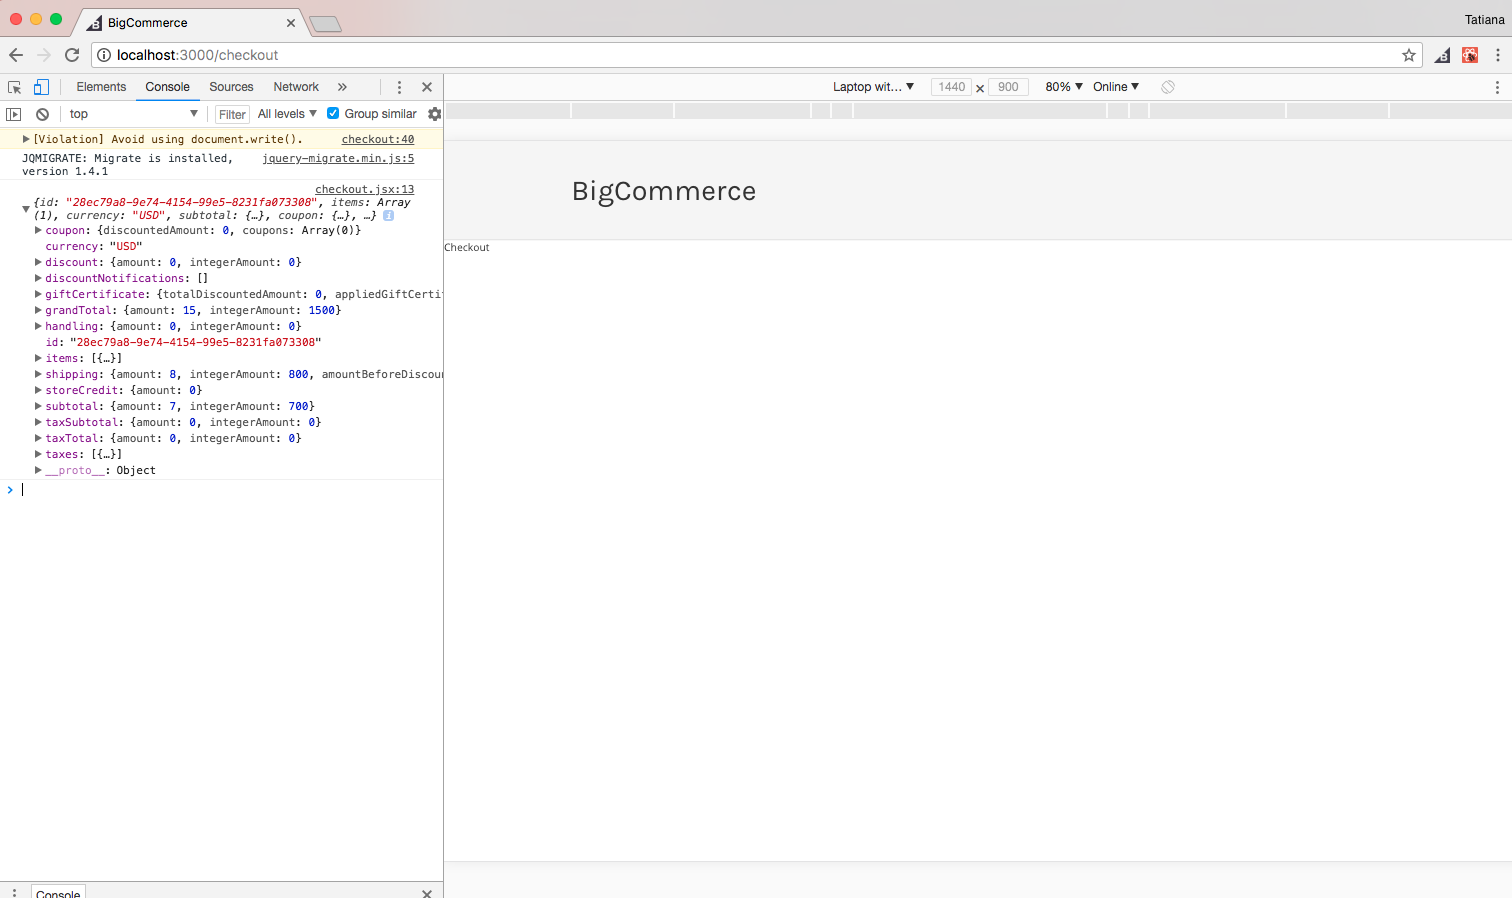 BigCommerce
Tatiana
localhost:3000/checkout
Elements Console Sources Network »
Laptop wit... ▼ 1440 × 900 80% ▼ Online ▼
top ▼ Filter All levels ▼ Group similar
[Violation] Avoid using document.write(). checkout:40
JQMIGRATE: Migrate is installed, jquery-migrate.min.js:5
version 1.4.1
checkout.jsx:13
{id: "28ec79a8-9e74-4154-99e5-8231fa073308", items: Array
(1), currency: "USD", subtotal: {…}, coupon: {…}, …} i
coupon: {discountedAmount: 0, coupons: Array(0)}
currency: "USD"
discount: {amount: 0, integerAmount: 0}
discountNotifications: []
giftCertificate: {totalDiscountedAmount: 0, appliedGiftCertif
grandTotal: {amount: 15, integerAmount: 1500}
handling: {amount: 0, integerAmount: 0}
id: "28ec79a8-9e74-4154-99e5-8231fa073308"
items: [{…}]
shipping: {amount: 8, integerAmount: 800, amountBeforeDiscou
storeCredit: {amount: 0}
subtotal: {amount: 7, integerAmount: 700}
taxSubtotal: {amount: 0, integerAmount: 0}
taxTotal: {amount: 0, integerAmount: 0}
taxes: [{…}]
__proto__: Object
>
Console
BigCommerce
Checkout